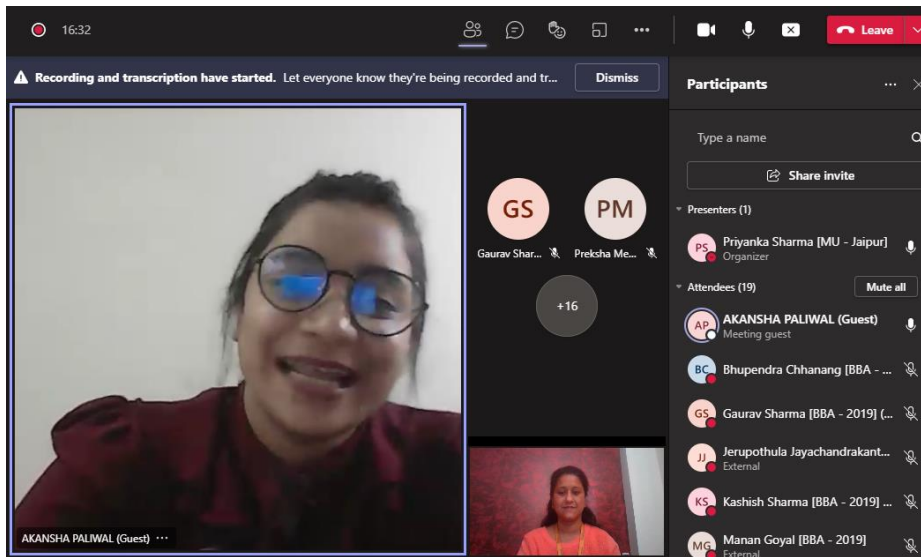 16:32
Leave
Recording and transcription have started. Let everyone know they're being recorded and tr...
Dismiss
GS
PM
Gaurav Shar...
Preksha Me...
+16
AKANSHA PALIWAL (Guest) ...
Participants
Type a name
Share invite
Presenters (1)
PS
Priyanka Sharma [MU - Jaipur]
Organizer
Attendees (19)
Mute all
AP
AKANSHA PALIWAL (Guest)
Meeting guest
BC
Bhupendra Chhanang [BBA - ...
GS
Gaurav Sharma [BBA - 2019] (...
JJ
Jerupothula Jayachandrakant...
External
KS
Kashish Sharma [BBA - 2019] ...
MG
Manan Goyal [BBA - 2019]
External